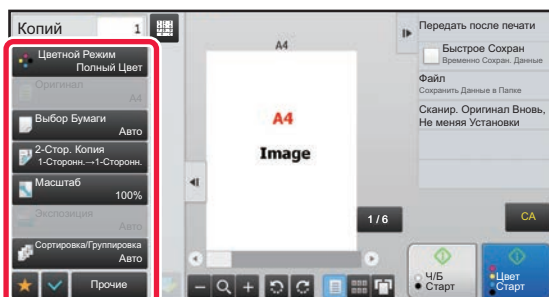 Копий 1
Цветной Режим
Полный Цвет
Оригинал
A4
Выбор Бумаги
Авто
2-Стор. Копия
1-Сторонн.→1-Сторонн.
Масштаб
100%
Экспозиция
Авто
Сортировка/Группировка
Авто
Прочие
A4
A4
Image
1 / 6
Передать после печати
Быстрое Сохран
Временно Сохран. Данные
Файл
Сохранить Данные в Папке
Сканир. Оригинал Вновь,
Не меняя Установки
CA
Ч/Б
Старт
Цвет
Старт